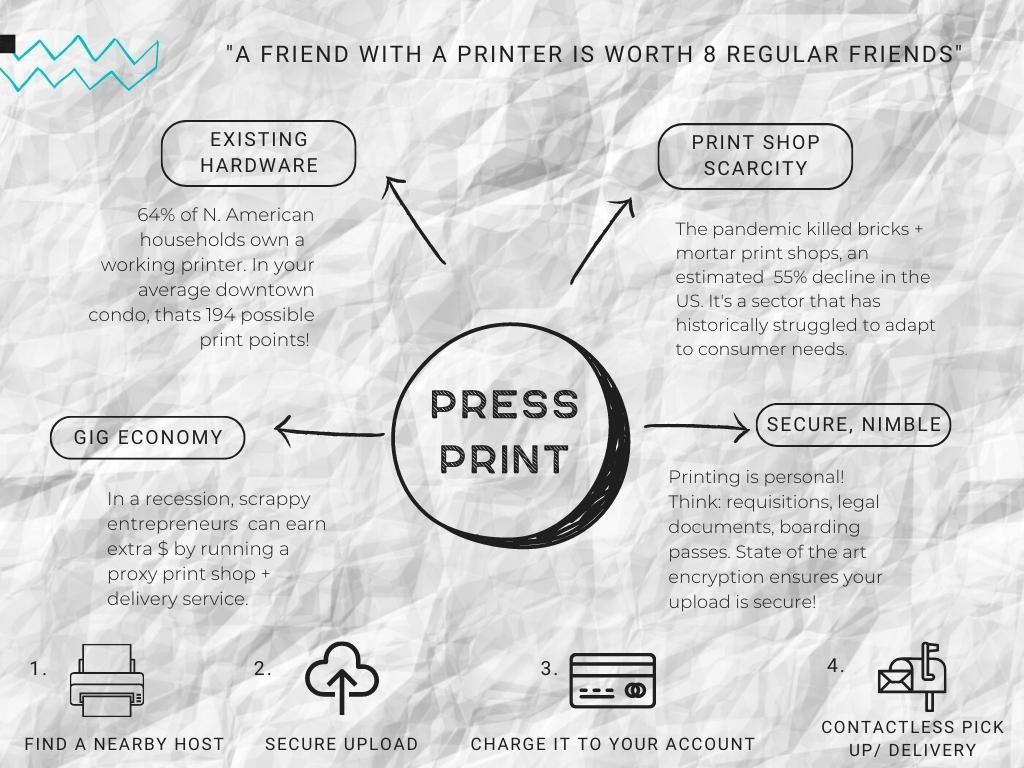 "A FRIEND WITH A PRINTER IS WORTH 8 REGULAR FRIENDS"
EXISTING
HARDWARE
64% of N. American
households own a
working printer. In your
average downtown
condo, thats 194 possible
print points!
PRINT SHOP
SCARCITY
The pandemic killed bricks +
mortar print shops, an
estimated  55% decline in the
US. It's a sector that has
historically struggled to adapt
to consumer needs.
PRESS
PRINT
GIG ECONOMY
In a recession, scrappy
entrepreneurs  can earn
extra $ by running a
proxy print shop +
delivery service.
SECURE, NIMBLE
Printing is personal!
Think: requisitions, legal
documents, boarding
passes. State of the art
encryption ensures your
upload is secure!
1.
FIND A NEARBY HOST
2.
SECURE UPLOAD
3.
CHARGE IT TO YOUR ACCOUNT
4.
CONTACTLESS PICK
UP/ DELIVERY